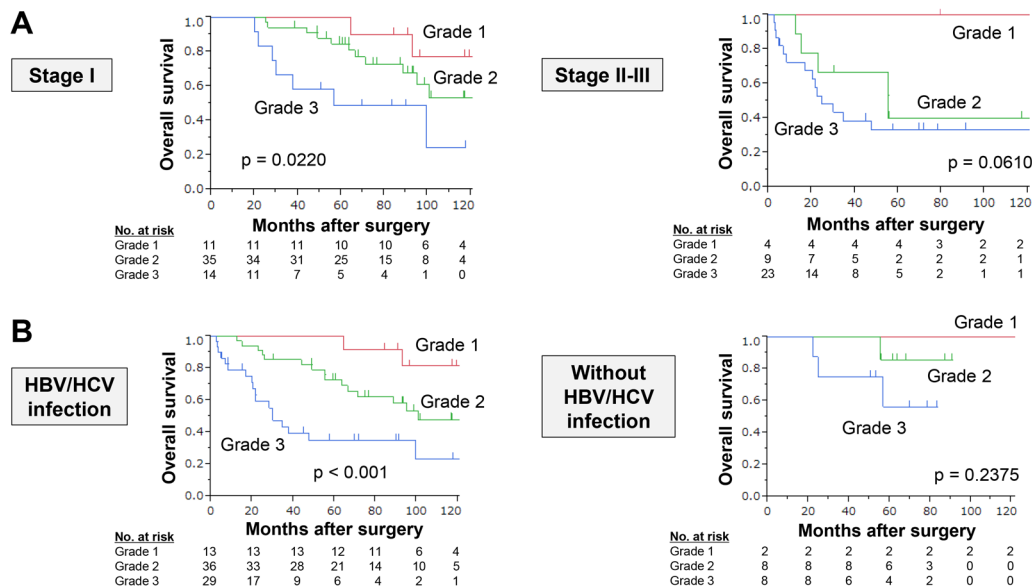 A
Stage I
Overall survival
1.0
0.8
0.6
0.4
0.2
0.0
Grade 1
Grade 2
Grade 3
p = 0.0220
0 20 40 60 80 100 120
Months after surgery
No. at risk
Grade 1 11 11 11 10 10 6 4
Grade 2 35 34 31 25 15 8 4
Grade 3 14 11 7 5 4 1 0
Stage II-III
Overall survival
1.0
0.8
0.6
0.4
0.2
0.0
Grade 1
Grade 2
Grade 3
p = 0.0610
0 20 40 60 80 100 120
Months after surgery
No. at risk
Grade 1 4 4 4 4 3 2 2
Grade 2 9 7 5 2 2 2 1
Grade 3 23 14 8 5 2 1 1
B
HBV/HCV
infection
Overall survival
1.0
0.8
0.6
0.4
0.2
0.0
Grade 1
Grade 2
Grade 3
p < 0.001
0 20 40 60 80 100 120
Months after surgery
No. at risk
Grade 1 13 13 13 12 11 6 4
Grade 2 36 33 28 21 14 10 5
Grade 3 29 17 9 6 4 2 1
Without
HBV/HCV
infection
Overall survival
1.0
0.8
0.6
0.4
0.2
0.0
Grade 1
Grade 2
Grade 3
p = 0.2375
0 20 40 60 80 100 120
Months after surgery
No. at risk
Grade 1 2 2 2 2 2 2 2
Grade 2 8 8 8 6 3 0 0
Grade 3 8 8 6 4 2 0 0